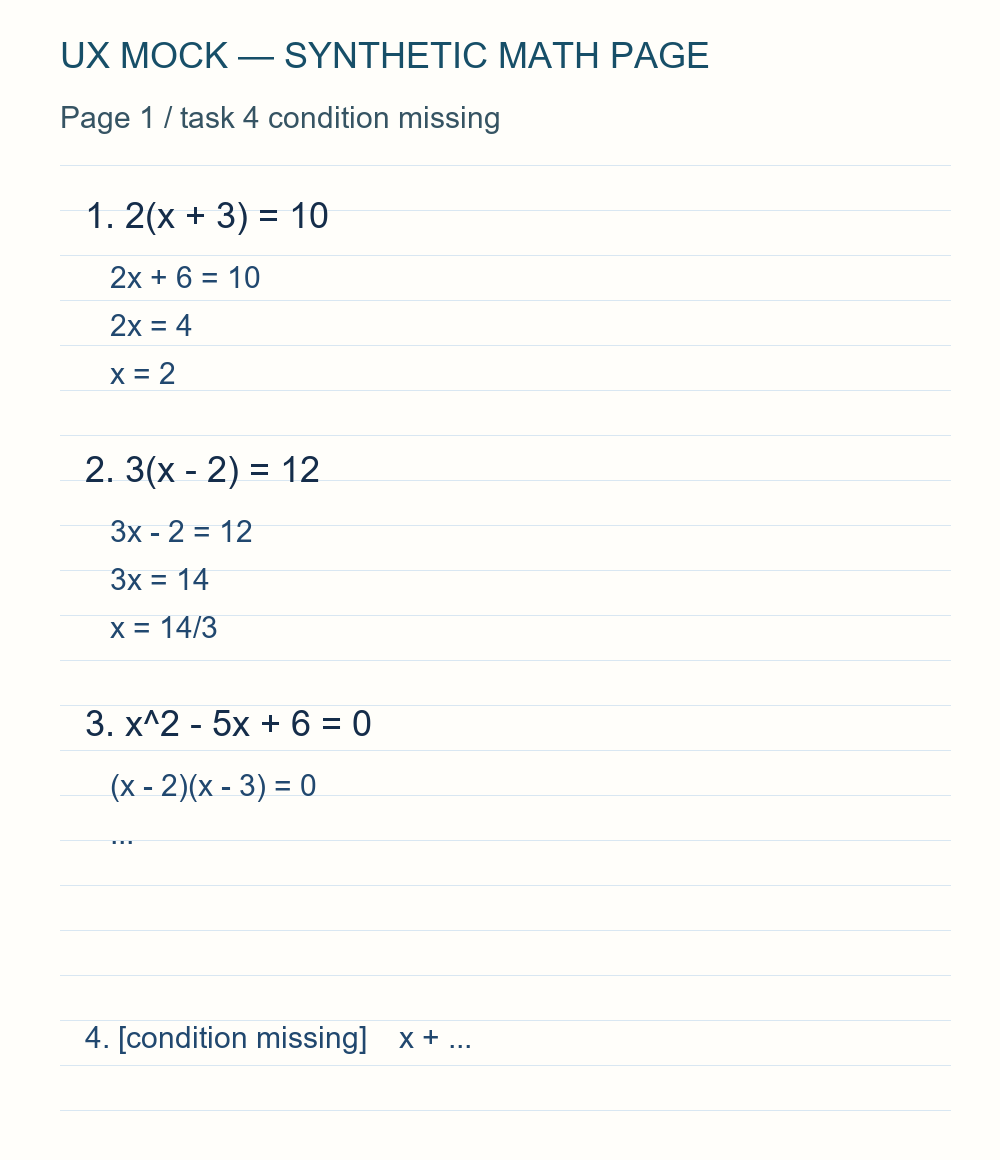 UX MOCK — SYNTHETIC MATH PAGE
Page 1 / task 4 condition missing
1. 2(x + 3) = 10
2x + 6 = 10
2x = 4
x = 2
2. 3(x - 2) = 12
3x - 2 = 12
3x = 14
x = 14/3
3. x^2 - 5x + 6 = 0
(x - 2)(x - 3) = 0
...
4. [condition missing] x + ...